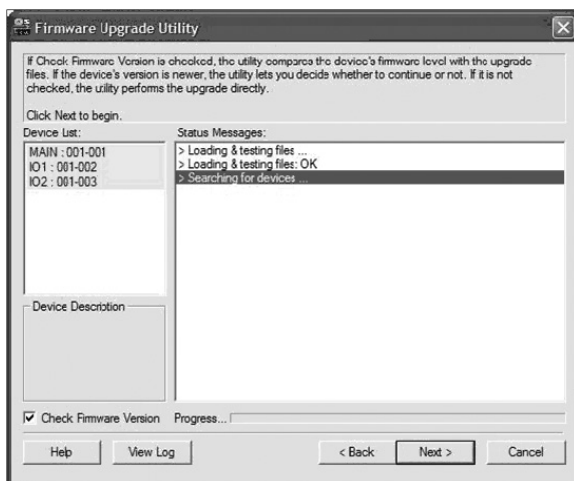 Firmware Upgrade Utility
If Check Firmware Version is checked, the utility compares the device's firmware level with the upgrade
files. If the device's version is newer, the utility lets you decide whether to continue or not. If it is not
checked, the utility performs the upgrade directly.
Click Next to begin.
Device List:
MAIN : 001-001
IO1 : 001-002
IO2 : 001-003
Status Messages:
> Loading & testing files ...
> Loading & testing files: OK
> Searching for devices ...
Device Description
Check Firmware Version
Progress...
Help
View Log
< Back
Next >
Cancel